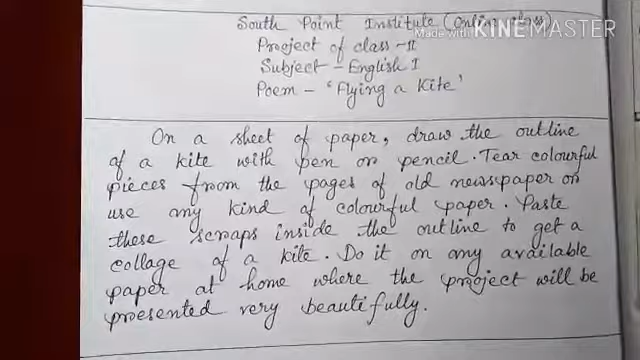 South Point Institute (Online class)
Made with KINEMASTER
Project of class-II
Subject - English I
Poem - 'Flying a Kite'
On a sheet of paper, draw the outline
of a kite with pen or pencil. Tear colourful
pieces from the pages of old newspaper or
use any kind of colourful paper. Paste
these scraps inside the outline to get a
collage of a kite. Do it on any available
paper at home where the project will be
presented very beautifully.